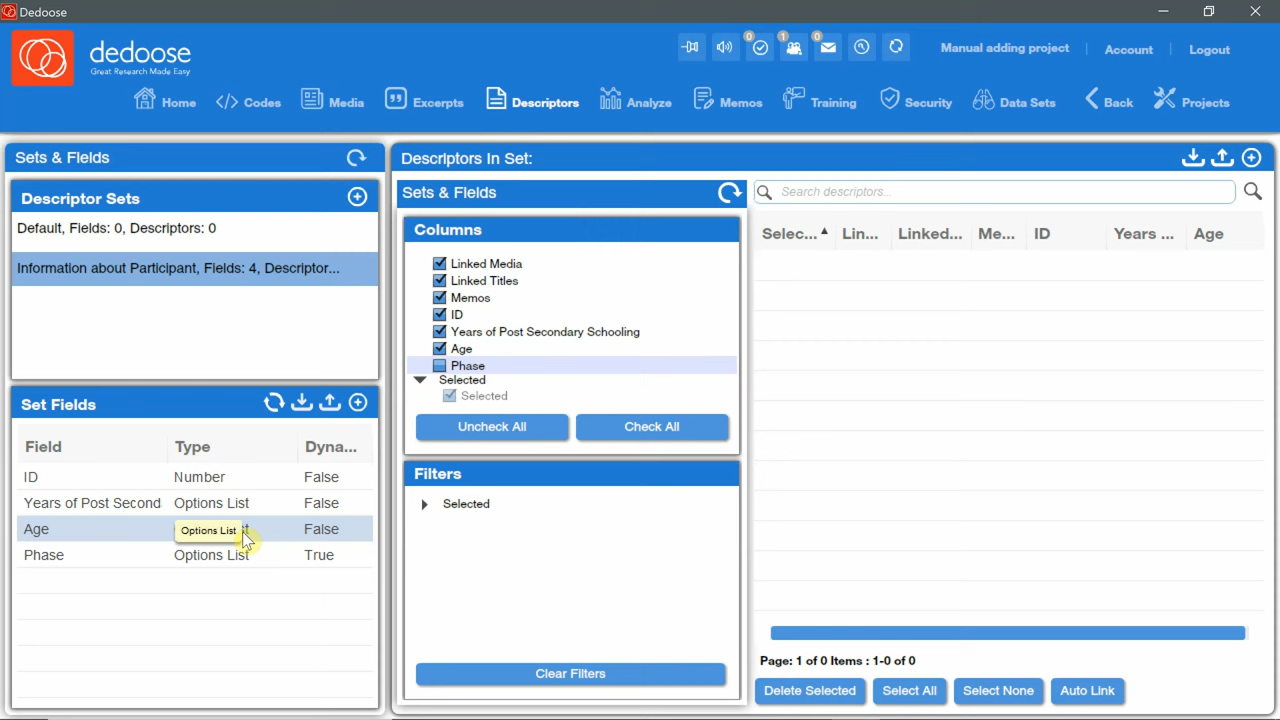 Dedoose
dedoose
Great Research Made Easy
0 1 0
Manual adding project Account Logout
Home Codes Media Excerpts Descriptors Analyze Memos Training Security Data Sets Back Projects
Sets & Fields
Descriptor Sets
Default, Fields: 0, Descriptors: 0
Information about Participant, Fields: 4, Descriptor...
Set Fields
Field Type Dyna...
ID Number False
Years of Post Second Options List False
Age Options List False
Phase Options List True
Descriptors In Set:
Sets & Fields
Columns
Linked Media
Linked Titles
Memos
ID
Years of Post Secondary Schooling
Age
Phase
Selected
Selected
Uncheck All Check All
Filters
Selected
Clear Filters
Search descriptors...
Selec... Lin... Linked... Me... ID Years ... Age
Page: 1 of 0 Items : 1-0 of 0
Delete Selected Select All Select None Auto Link